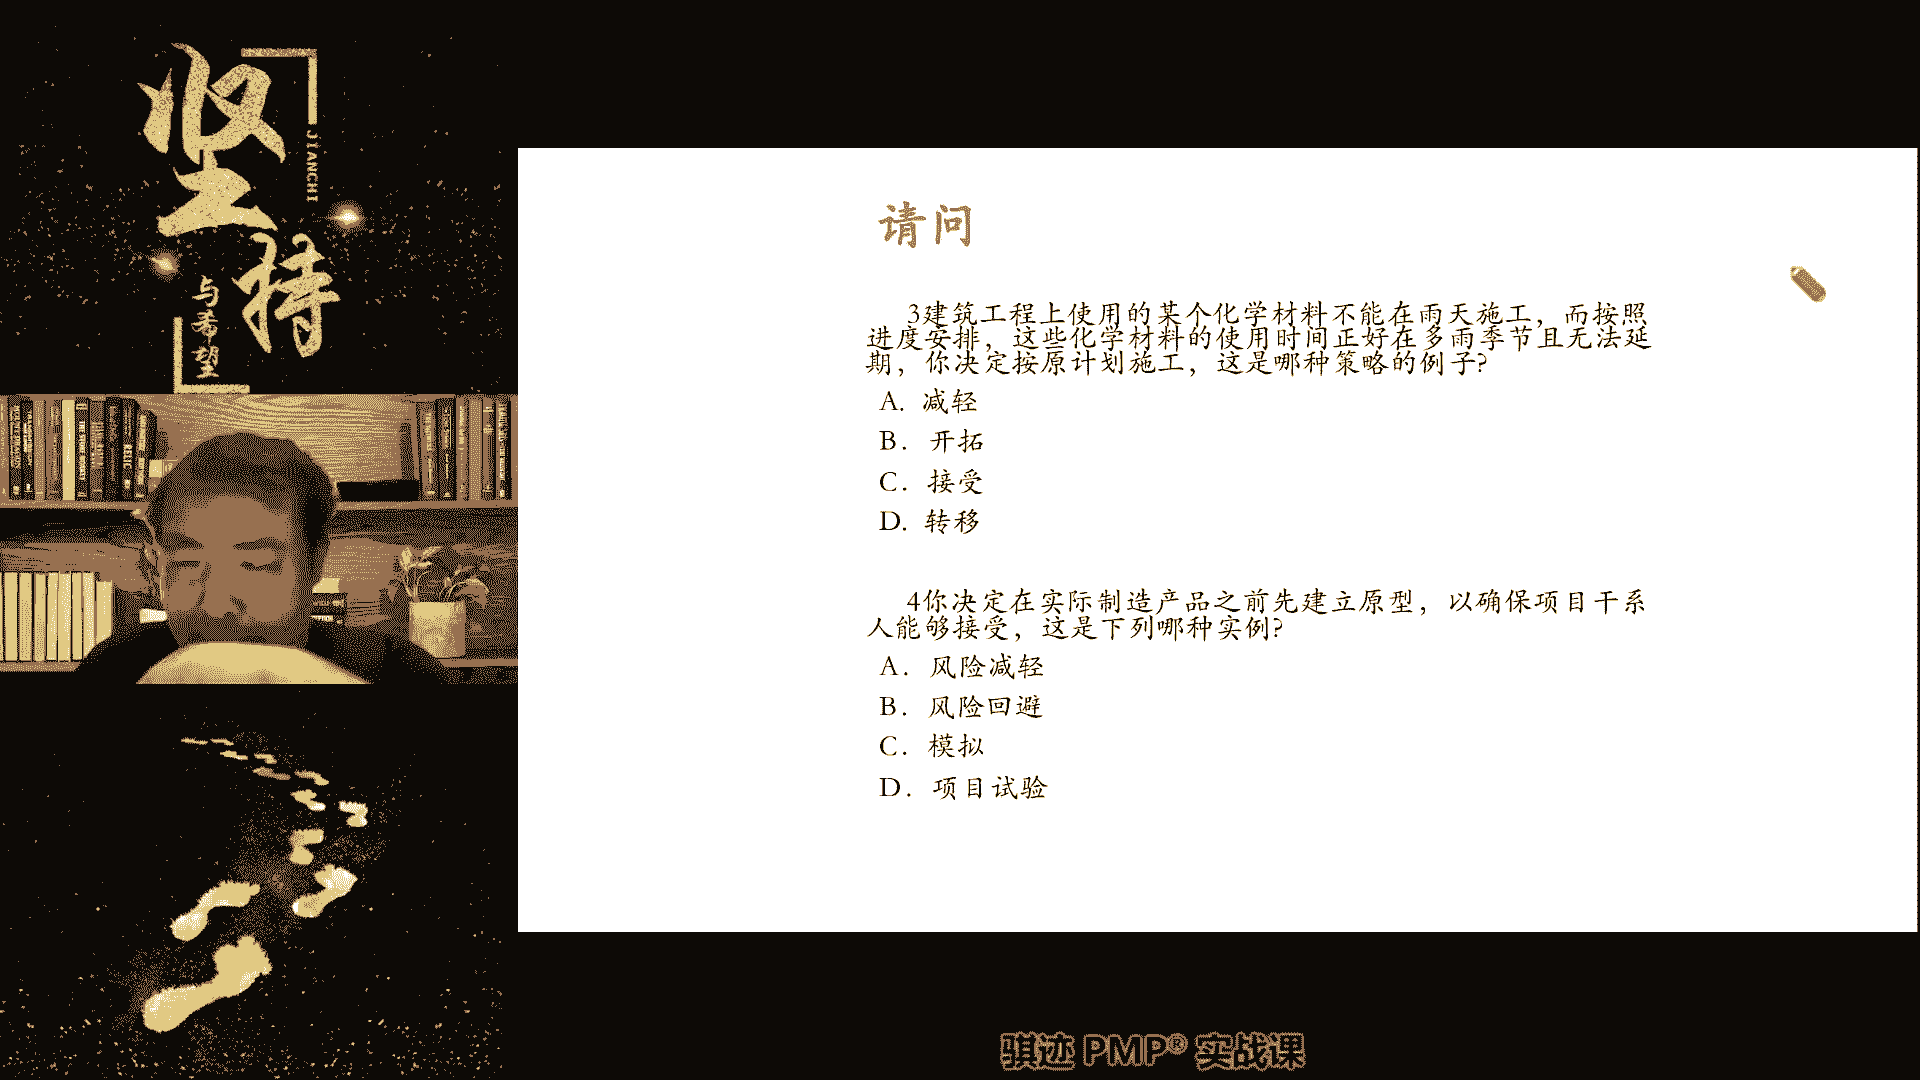 坚持
JIANCHI
与希望
请问
3建筑工程上使用的某个化学材料不能在雨天施工，而按照
进度安排，这些化学材料的使用时间正好在多雨季节且无法延
期，你决定按原计划施工，这是哪种策略的例子?
A. 减轻
B. 开拓
C. 接受
D. 转移
4你决定在实际制造产品之前先建立原型，以确保项目干系
人能够接受，这是下列哪种实例?
A. 风险减轻
B. 风险回避
C. 模拟
D. 项目试验
骐迹 PMP® 实战课